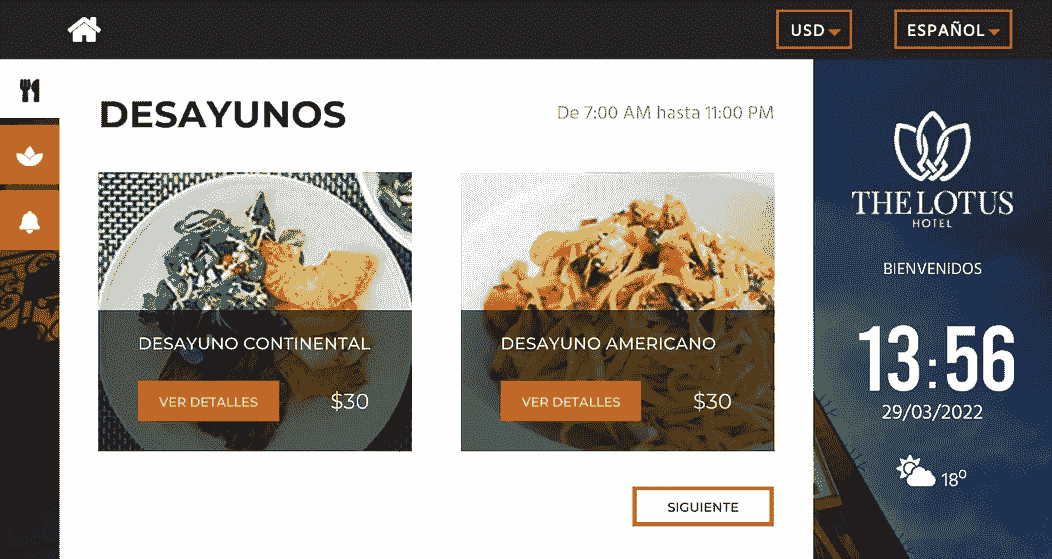 USD
ESPAÑOL
DESAYUNOS
De 7:00 AM hasta 11:00 PM
DESAYUNO CONTINENTAL
VER DETALLES
$30
DESAYUNO AMERICANO
VER DETALLES
$30
SIGUIENTE
THE LOTUS
HOTEL
BIENVENIDOS
13:56
29/03/2022
18º